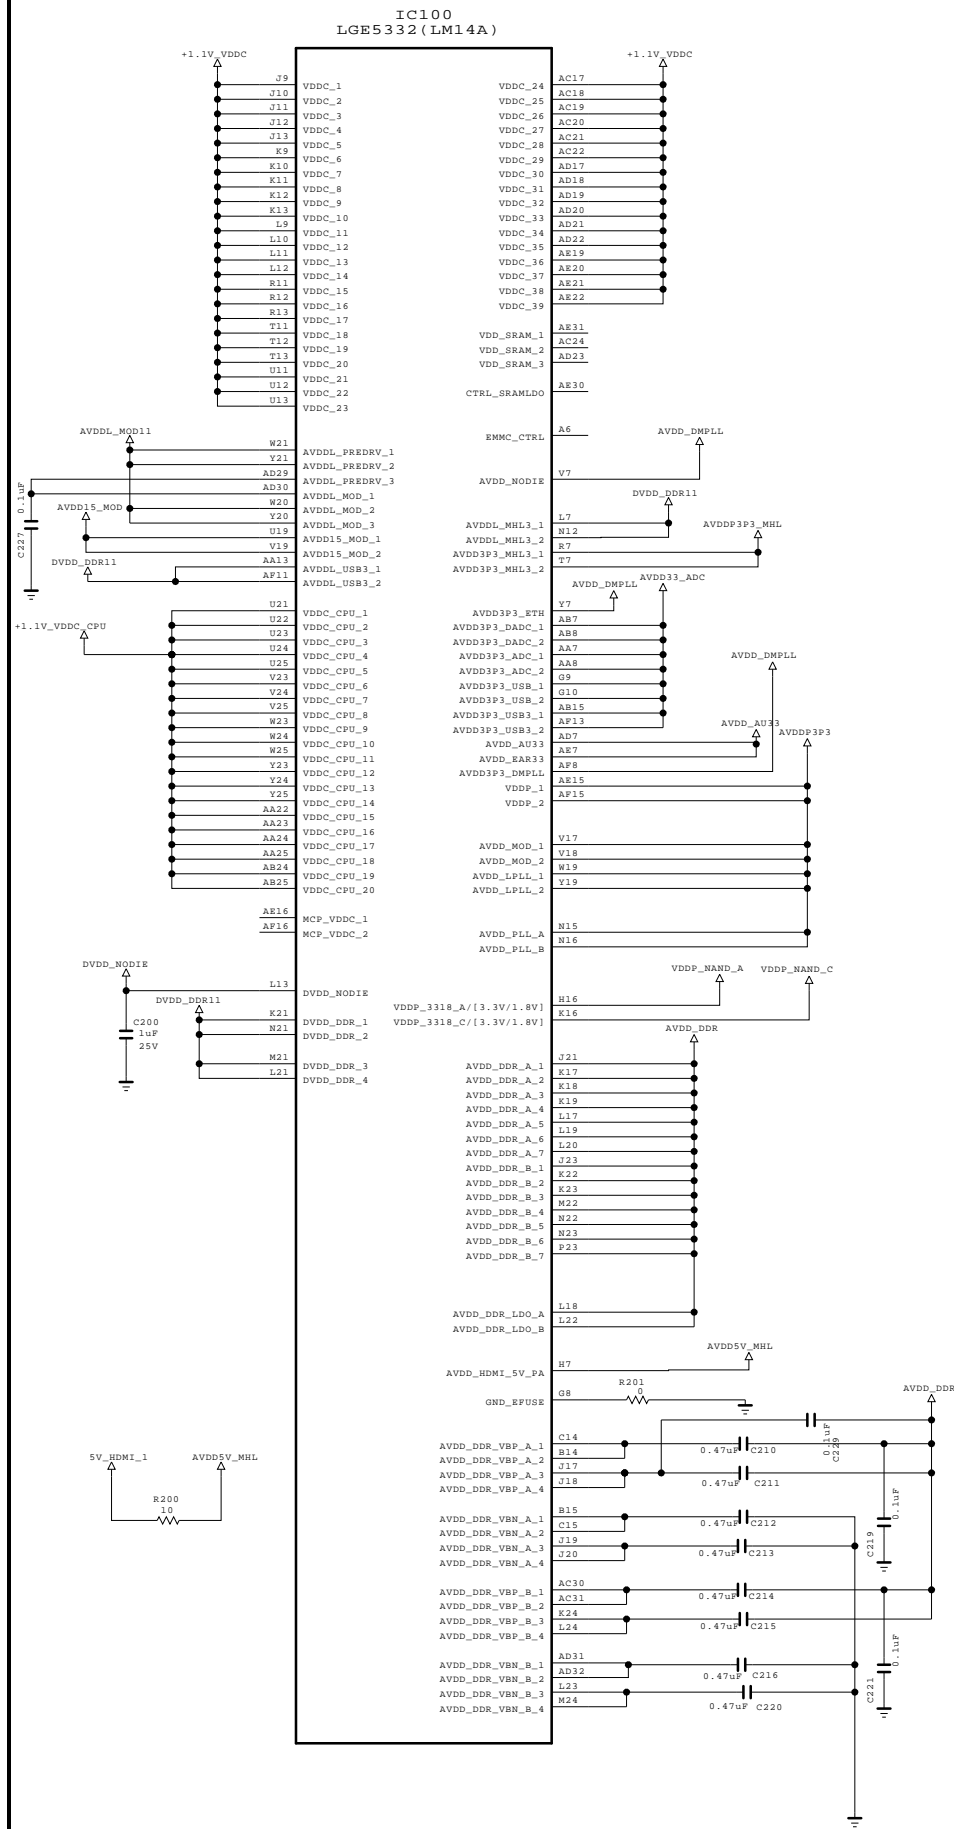 IC100
LGE5332(LM14A)
+1.1V_VDDC
J9 VDDC_1
J10 VDDC_2
J11 VDDC_3
J12 VDDC_4
J13 VDDC_5
K9 VDDC_6
K10 VDDC_7
K11 VDDC_8
K12 VDDC_9
K13 VDDC_10
L9 VDDC_11
L10 VDDC_12
L11 VDDC_13
L12 VDDC_14
R11 VDDC_15
R12 VDDC_16
R13 VDDC_17
T11 VDDC_18
T12 VDDC_19
T13 VDDC_20
U11 VDDC_21
U12 VDDC_22
U13 VDDC_23
AVDDL_MOD11
W21 AVDDL_PREDRV_1
Y21 AVDDL_PREDRV_2
AD29 AVDDL_PREDRV_3
AD30 AVDDL_MOD_1
W20 AVDDL_MOD_2
Y20 AVDDL_MOD_3
U19 AVDD15_MOD_1
V19 AVDD15_MOD_2
AA13 AVDDL_USB3_1
AF11 AVDDL_USB3_2
0.1uF
C227
AVDD15_MOD
DVDD_DDR11
+1.1V_VDDC_CPU
U21 VDDC_CPU_1
U22 VDDC_CPU_2
U23 VDDC_CPU_3
U24 VDDC_CPU_4
U25 VDDC_CPU_5
V23 VDDC_CPU_6
V24 VDDC_CPU_7
V25 VDDC_CPU_8
W23 VDDC_CPU_9
W24 VDDC_CPU_10
W25 VDDC_CPU_11
Y23 VDDC_CPU_12
Y24 VDDC_CPU_13
Y25 VDDC_CPU_14
AA22 VDDC_CPU_15
AA23 VDDC_CPU_16
AA24 VDDC_CPU_17
AA25 VDDC_CPU_18
AB24 VDDC_CPU_19
AB25 VDDC_CPU_20
AE16 MCP_VDDC_1
AF16 MCP_VDDC_2
DVDD_NODIE
L13 DVDD_NODIE
DVDD_DDR11
C200
1uF
25V
K21 DVDD_DDR_1
N21 DVDD_DDR_2
M21 DVDD_DDR_3
L21 DVDD_DDR_4
5V_HDMI_1
AVDD5V_MHL
R200
10
+1.1V_VDDC
VDDC_24 AC17
VDDC_25 AC18
VDDC_26 AC19
VDDC_27 AC20
VDDC_28 AC21
VDDC_29 AC22
VDDC_30 AD17
VDDC_31 AD18
VDDC_32 AD19
VDDC_33 AD20
VDDC_34 AD21
VDDC_35 AD22
VDDC_36 AE19
VDDC_37 AE20
VDDC_38 AE21
VDDC_39 AE22
VDD_SRAM_1 AE31
VDD_SRAM_2 AC24
VDD_SRAM_3 AD23
CTRL_SRAMLDO AE30
EMMC_CTRL A6
AVDD_DMPLL
AVDD_NODIE V7
DVDD_DDR11
AVDDL_MHL3_1 L7
AVDDL_MHL3_2 N12
AVDDP3P3_MHL
AVDD3P3_MHL3_1 R7
AVDD3P3_MHL3_2 T7
AVDD_DMPLL
AVDD33_ADC
AVDD3P3_ETH Y7
AVDD3P3_DADC_1 AB7
AVDD3P3_DADC_2 AB8
AVDD3P3_ADC_1 AA7
AVDD3P3_ADC_2 AA8
AVDD3P3_USB_1 G9
AVDD3P3_USB_2 G10
AVDD3P3_USB3_1 AB15
AVDD3P3_USB3_2 AF13
AVDD_DMPLL
AVDD_AU33
AVDDP3P3
AVDD_AU33 AD7
AVDD_EAR33 AE7
AVDD3P3_DMPLL AF8
VDDP_1 AE15
VDDP_2 AF15
AVDD_MOD_1 V17
AVDD_MOD_2 V18
AVDD_LPLL_1 W19
AVDD_LPLL_2 Y19
AVDD_PLL_A N15
AVDD_PLL_B N16
VDDP_NAND_A
VDDP_NAND_C
VDDP_3318_A/[3.3V/1.8V] H16
VDDP_3318_C/[3.3V/1.8V] K16
AVDD_DDR
AVDD_DDR_A_1 J21
AVDD_DDR_A_2 K17
AVDD_DDR_A_3 K18
AVDD_DDR_A_4 K19
AVDD_DDR_A_5 L17
AVDD_DDR_A_6 L19
AVDD_DDR_A_7 L20
AVDD_DDR_B_1 J23
AVDD_DDR_B_2 K22
AVDD_DDR_B_3 K23
AVDD_DDR_B_4 M22
AVDD_DDR_B_5 N22
AVDD_DDR_B_6 N23
AVDD_DDR_B_7 P23
AVDD_DDR_LDO_A L18
AVDD_DDR_LDO_B L22
AVDD5V_MHL
AVDD_HDMI_5V_PA H7
GND_EFUSE G8
R201
0
AVDD_DDR
0.1uF
C229
AVDD_DDR_VBP_A_1 C14
AVDD_DDR_VBP_A_2 B14
0.47uF C210
AVDD_DDR_VBP_A_3 J17
AVDD_DDR_VBP_A_4 J18
0.47uF C211
AVDD_DDR_VBN_A_1 B15
AVDD_DDR_VBN_A_2 C15
0.47uF C212
AVDD_DDR_VBN_A_3 J19
AVDD_DDR_VBN_A_4 J20
0.47uF C213
0.1uF
C219
AVDD_DDR_VBP_B_1 AC30
AVDD_DDR_VBP_B_2 AC31
0.47uF C214
AVDD_DDR_VBP_B_3 K24
AVDD_DDR_VBP_B_4 L24
0.47uF C215
AVDD_DDR_VBN_B_1 AD31
AVDD_DDR_VBN_B_2 AD32
0.47uF C216
AVDD_DDR_VBN_B_3 L23
AVDD_DDR_VBN_B_4 M24
0.47uF C220
0.1uF
C221